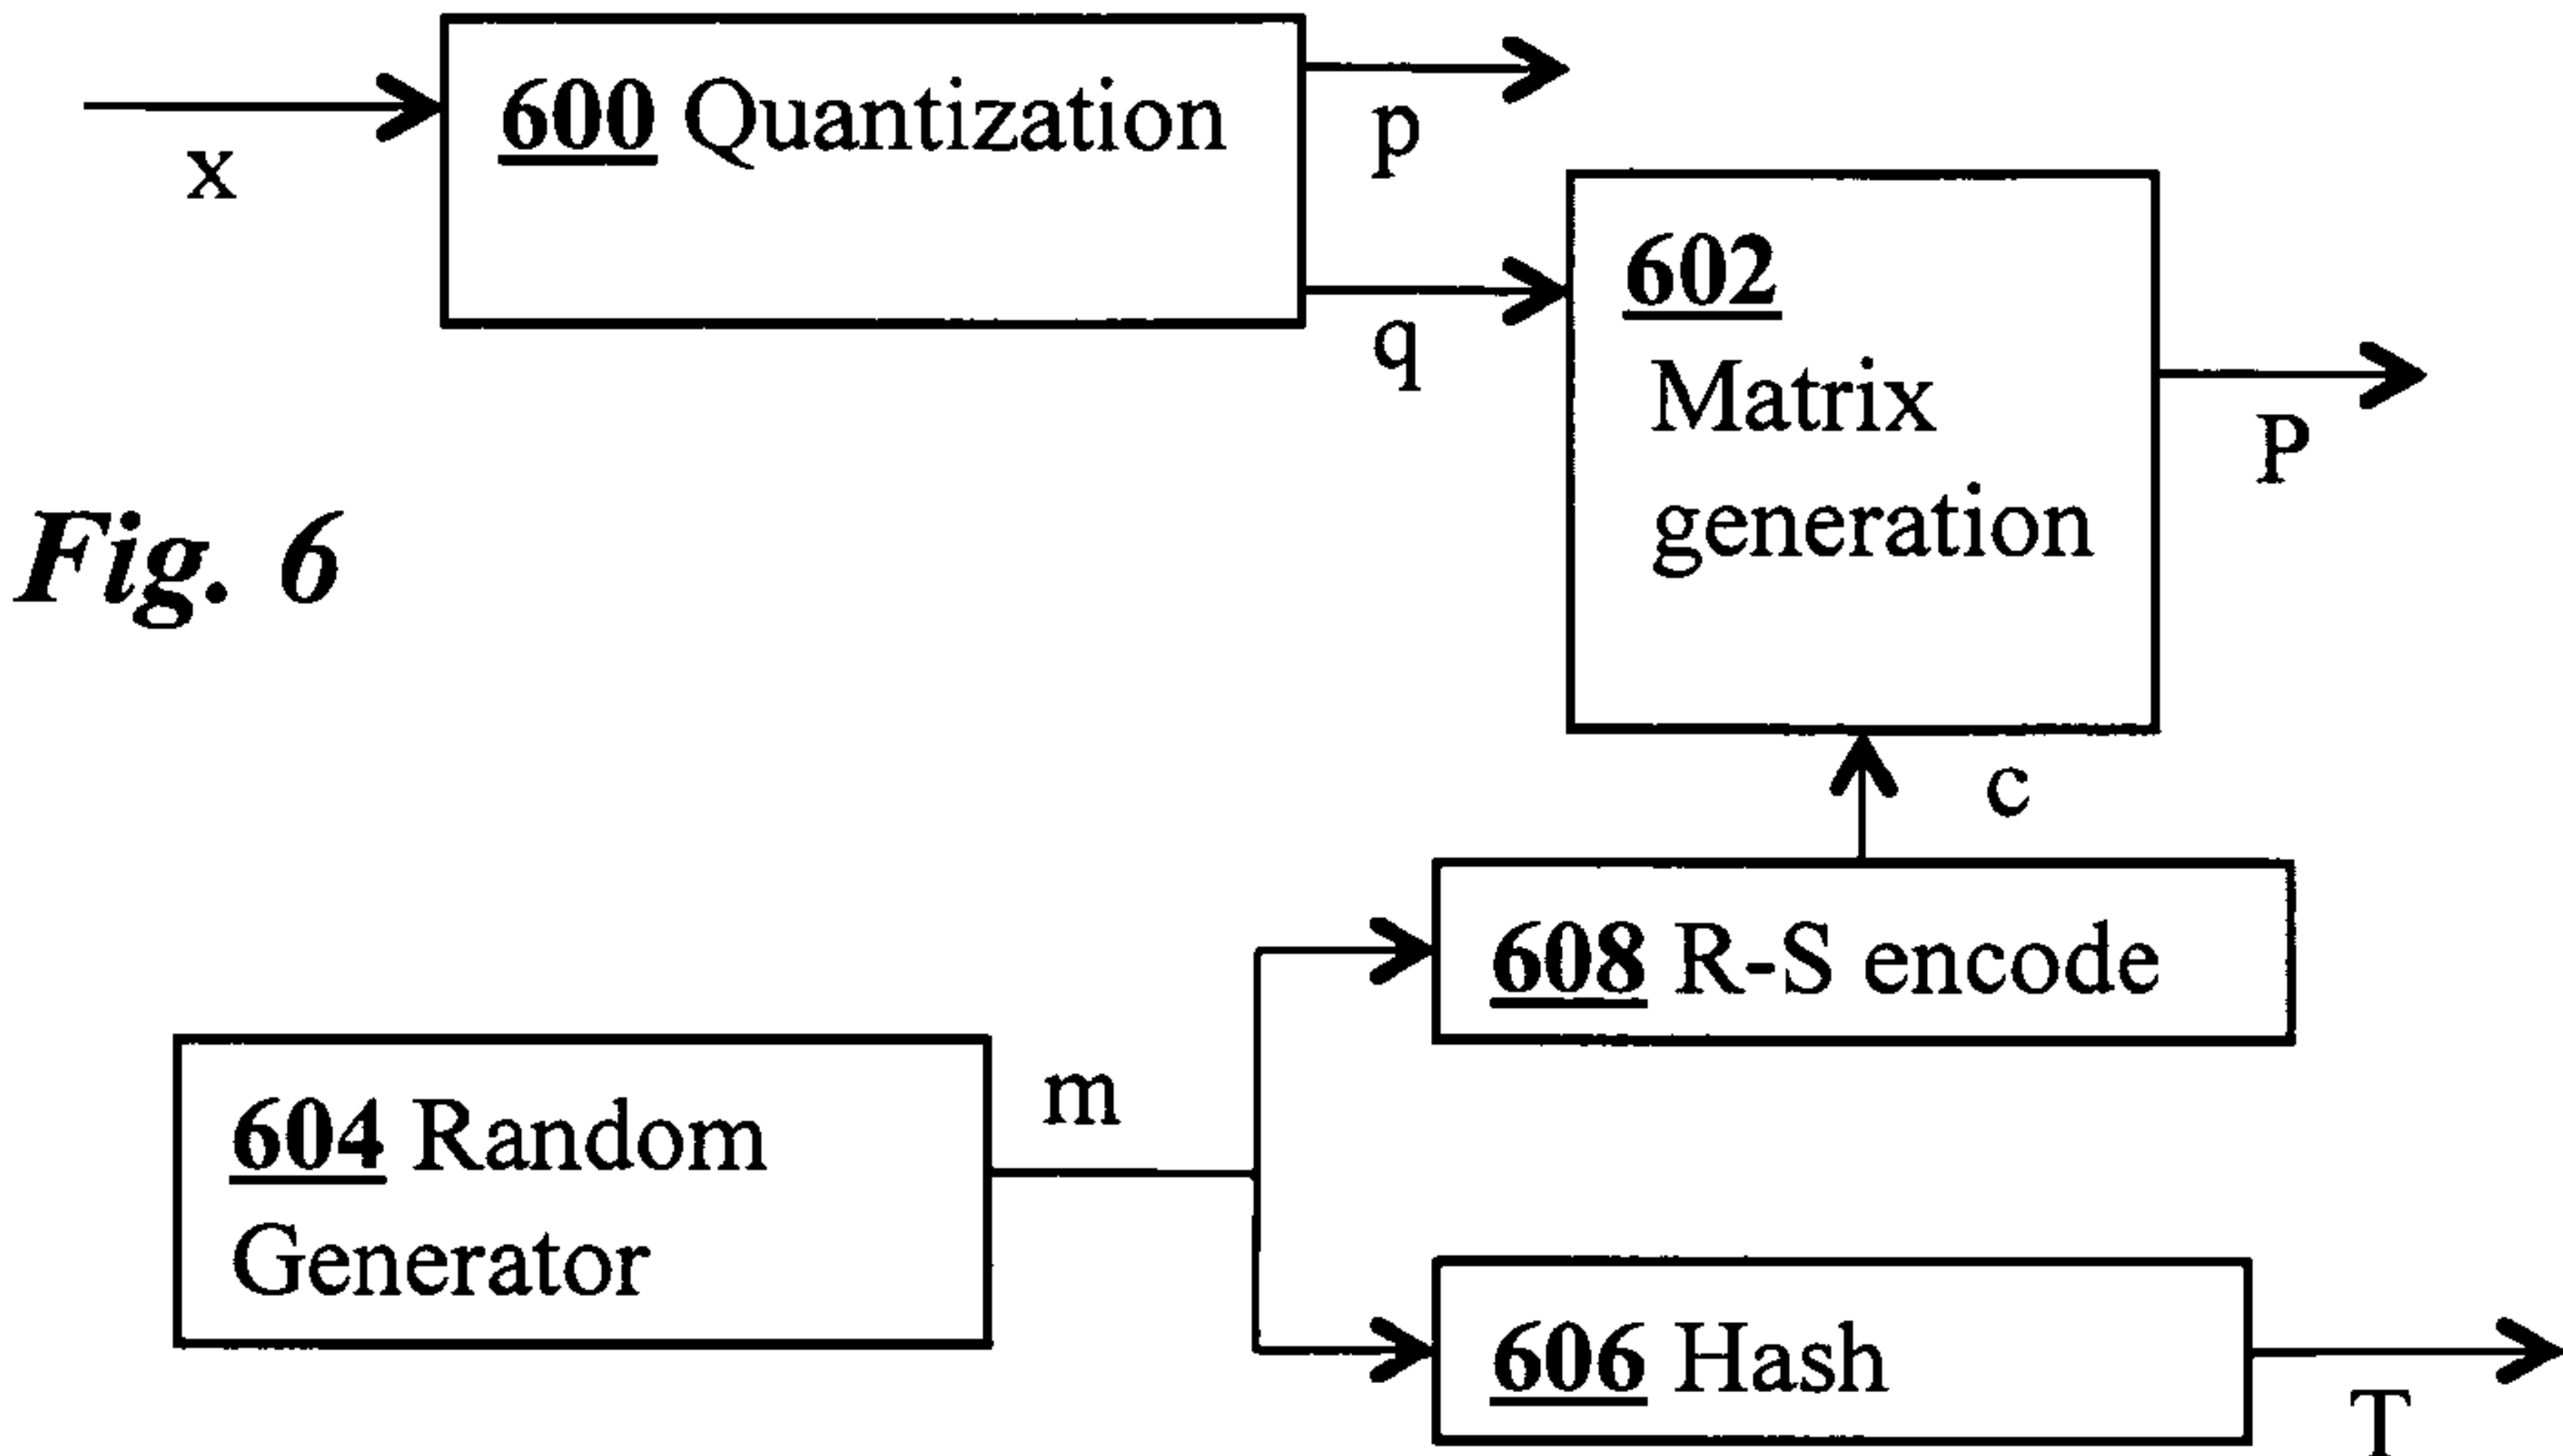 600 Quantization
p
x
q
602
Matrix
generation
P
Fig. 6
c
608 R-S encode
m
604 Random
Generator
606 Hash
T